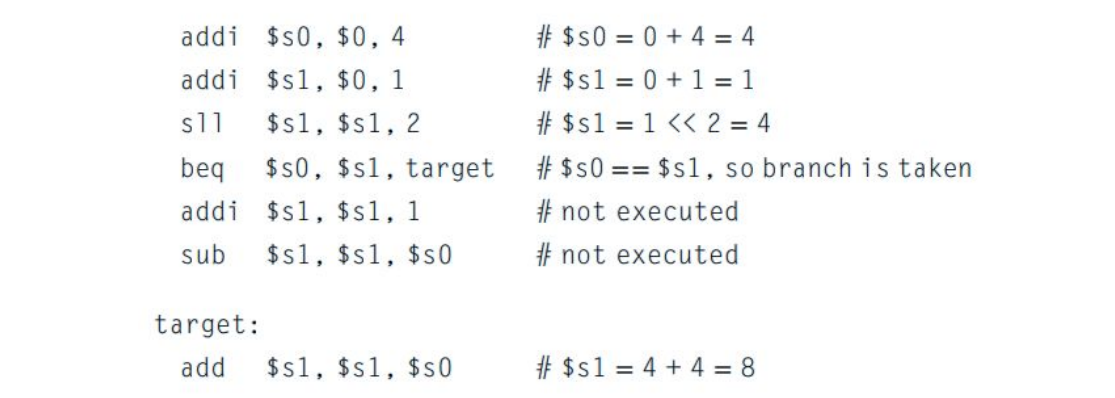 addi $s0, $0, 4 # $s0 = 0 + 4 = 4
addi $s1, $0, 1 # $s1 = 0 + 1 = 1
sll $s1, $s1, 2 # $s1 = 1 << 2 = 4
beq $s0, $s1, target # $s0 == $s1, so branch is taken
addi $s1, $s1, 1 # not executed
sub $s1, $s1, $s0 # not executed
target:
add $s1, $s1, $s0 # $s1 = 4 + 4 = 8